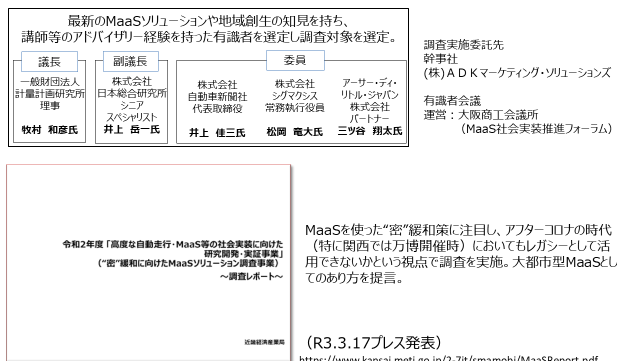 最新のMaaSソリューションや地域創生の知見を持ち、
講師等のアドバイザリー経験を持った有識者を選定し調査対象を選定。
議長
一般財団法人
計量計画研究所
理事
牧村 和彦氏
副議長
株式会社
日本総合研究所
シニア
スペシャリスト
井上 岳一氏
委員
株式会社
自動車新聞社
代表取締役
井上 佳三氏
株式会社
シグマクシス
常務執行役員
松岡 竜大氏
アーサー・ディ・
リトル・ジャパン
株式会社
パートナー
三ツ谷 翔太氏
調査実施委託先
幹事社
(株)ADKマーケティング・ソリューションズ
有識者会議
運営：大阪商工会議所
（MaaS社会実装推進フォーラム）
令和2年度「高度な自動走行・MaaS等の社会実装に向けた
研究開発・実証事業」
（“密”緩和に向けたMaaSソリューション調査事業）
～調査レポート～
近畿経済産業局
MaaSを使った“密”緩和策に注目し、アフターコロナの時代
（特に関西では万博開催時）においてもレガシーとして活
用できないかという視点で調査を実施。大都市型MaaSとし
てのあり方を提言。
（R3.3.17プレス発表）
https://www.kansai.meti.go.jp/2-7it/smamobi/MaaSReport.pdf